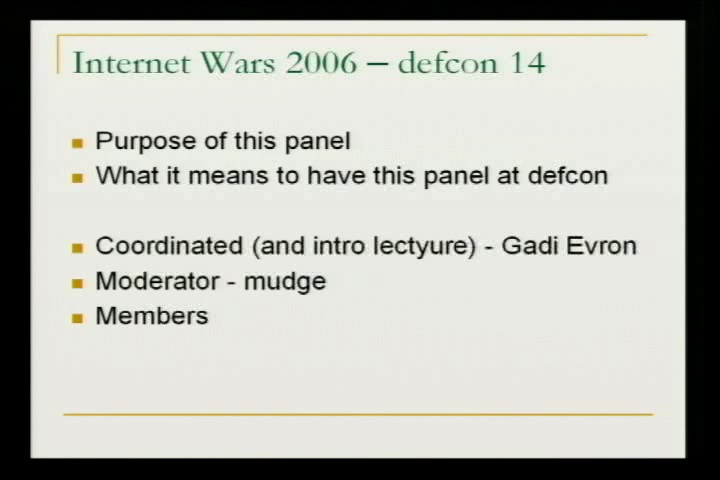 Internet Wars 2006 – defcon 14
Purpose of this panel
What it means to have this panel at defcon
Coordinated (and intro lectyure) - Gadi Evron
Moderator - mudge
Members